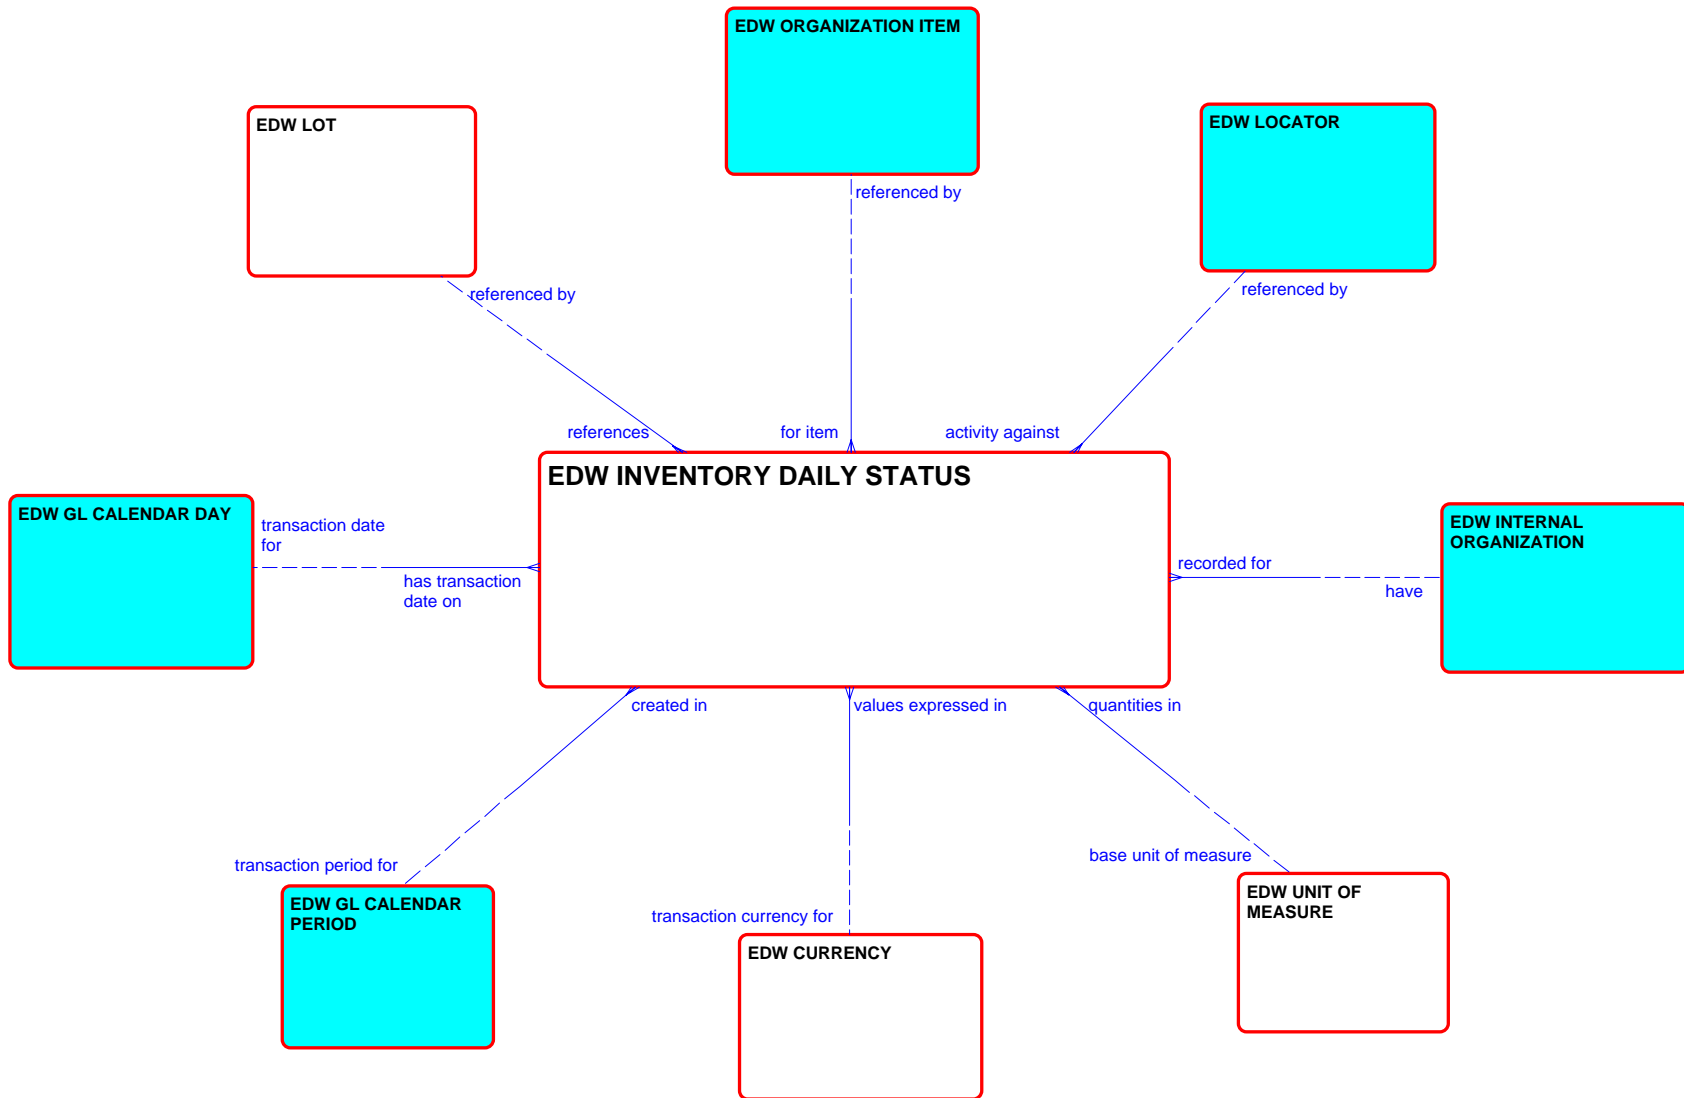 EDW ORGANIZATION ITEM
EDW LOT
EDW LOCATOR
referenced by
referenced by
referenced by
references
for item
activity against
EDW INVENTORY DAILY STATUS
EDW GL CALENDAR DAY
transaction date
for
has transaction
date on
recorded for
have
EDW INTERNAL
ORGANIZATION
created in
values expressed in
quantities in
transaction period for
base unit of measure
EDW GL CALENDAR
PERIOD
transaction currency for
EDW CURRENCY
EDW UNIT OF
MEASURE